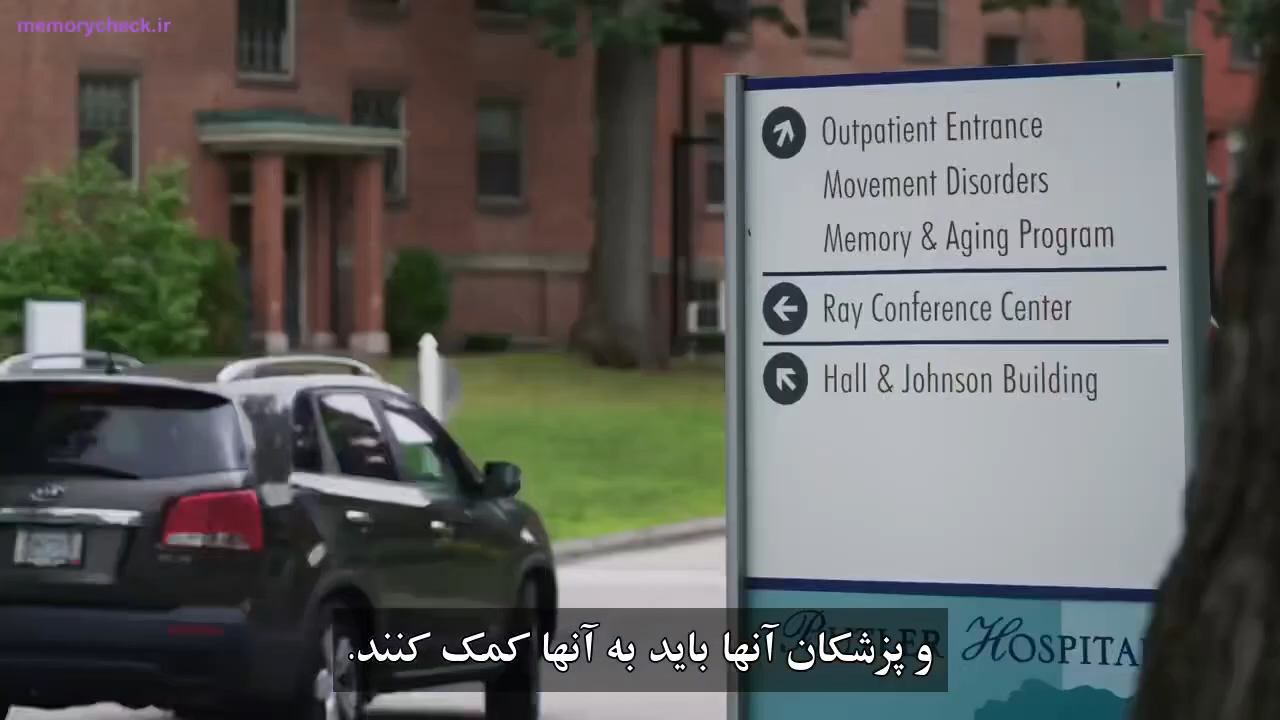 memorycheck.ir
Outpatient Entrance
Movement Disorders
Memory & Aging Program
Ray Conference Center
Hall & Johnson Building
BUTLER HOSPITAL
و پزشکان آنها باید به آنها کمک کنند.